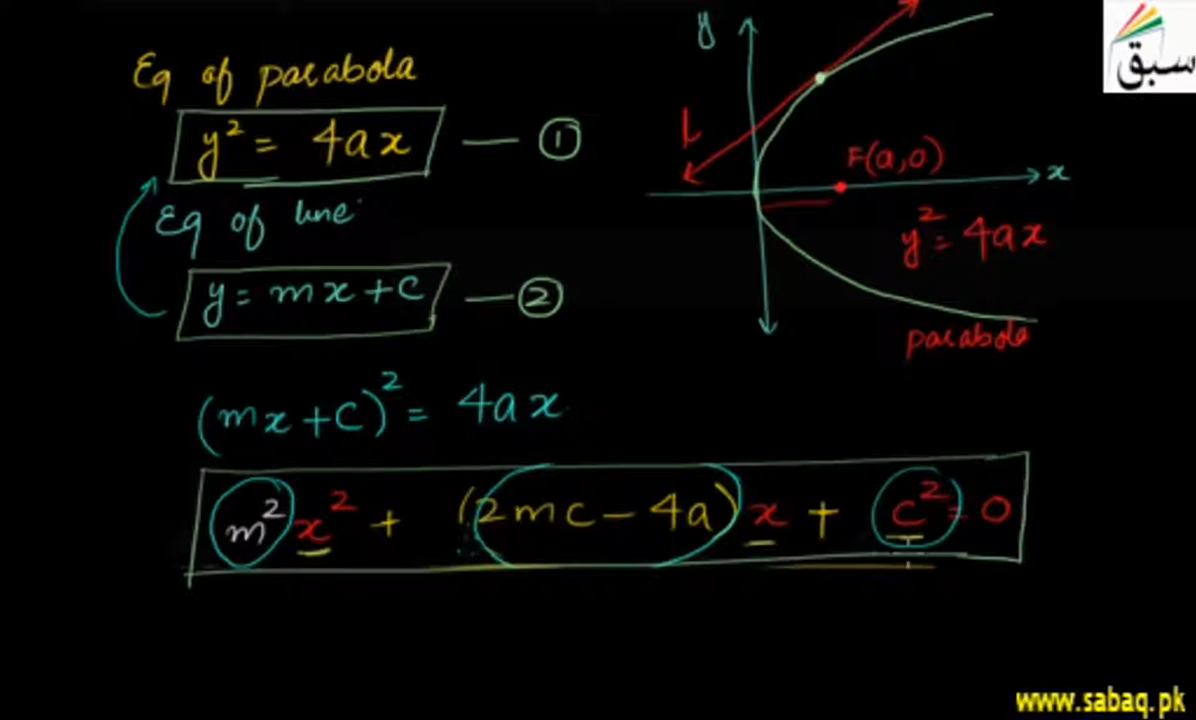 Eq of parabola
y² = 4ax — ①
Eq of line
y = mx + c — ②
(mx + c)² = 4ax
m²x² + (2mc - 4a)x + c² = 0
y
L
F(a,0)
x
y² = 4ax
parabola
سبق
www.sabaq.pk